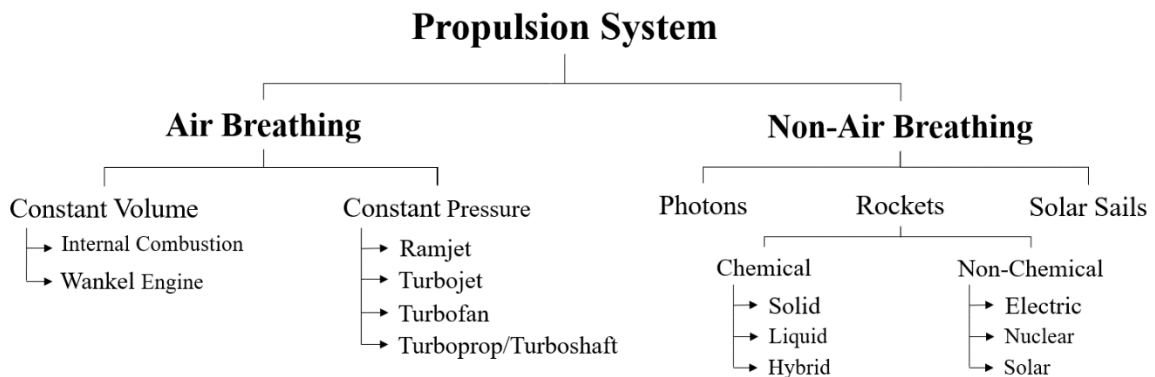 Propulsion System
Air Breathing
Non-Air Breathing
Constant Volume
Internal Combustion
Wankel Engine
Constant Pressure
Ramjet
Turbojet
Turbofan
Turboprop/Turboshaft
Photons
Rockets
Solar Sails
Chemical
Solid
Liquid
Hybrid
Non-Chemical
Electric
Nuclear
Solar